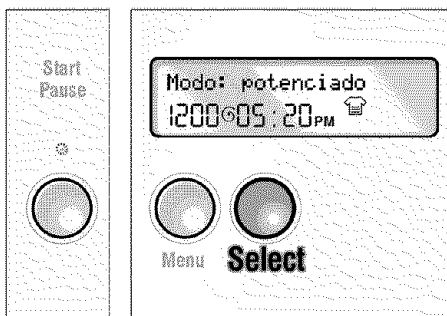 Start
Pause
Modo: potenciado
1200 05:20PM
Menu
Select